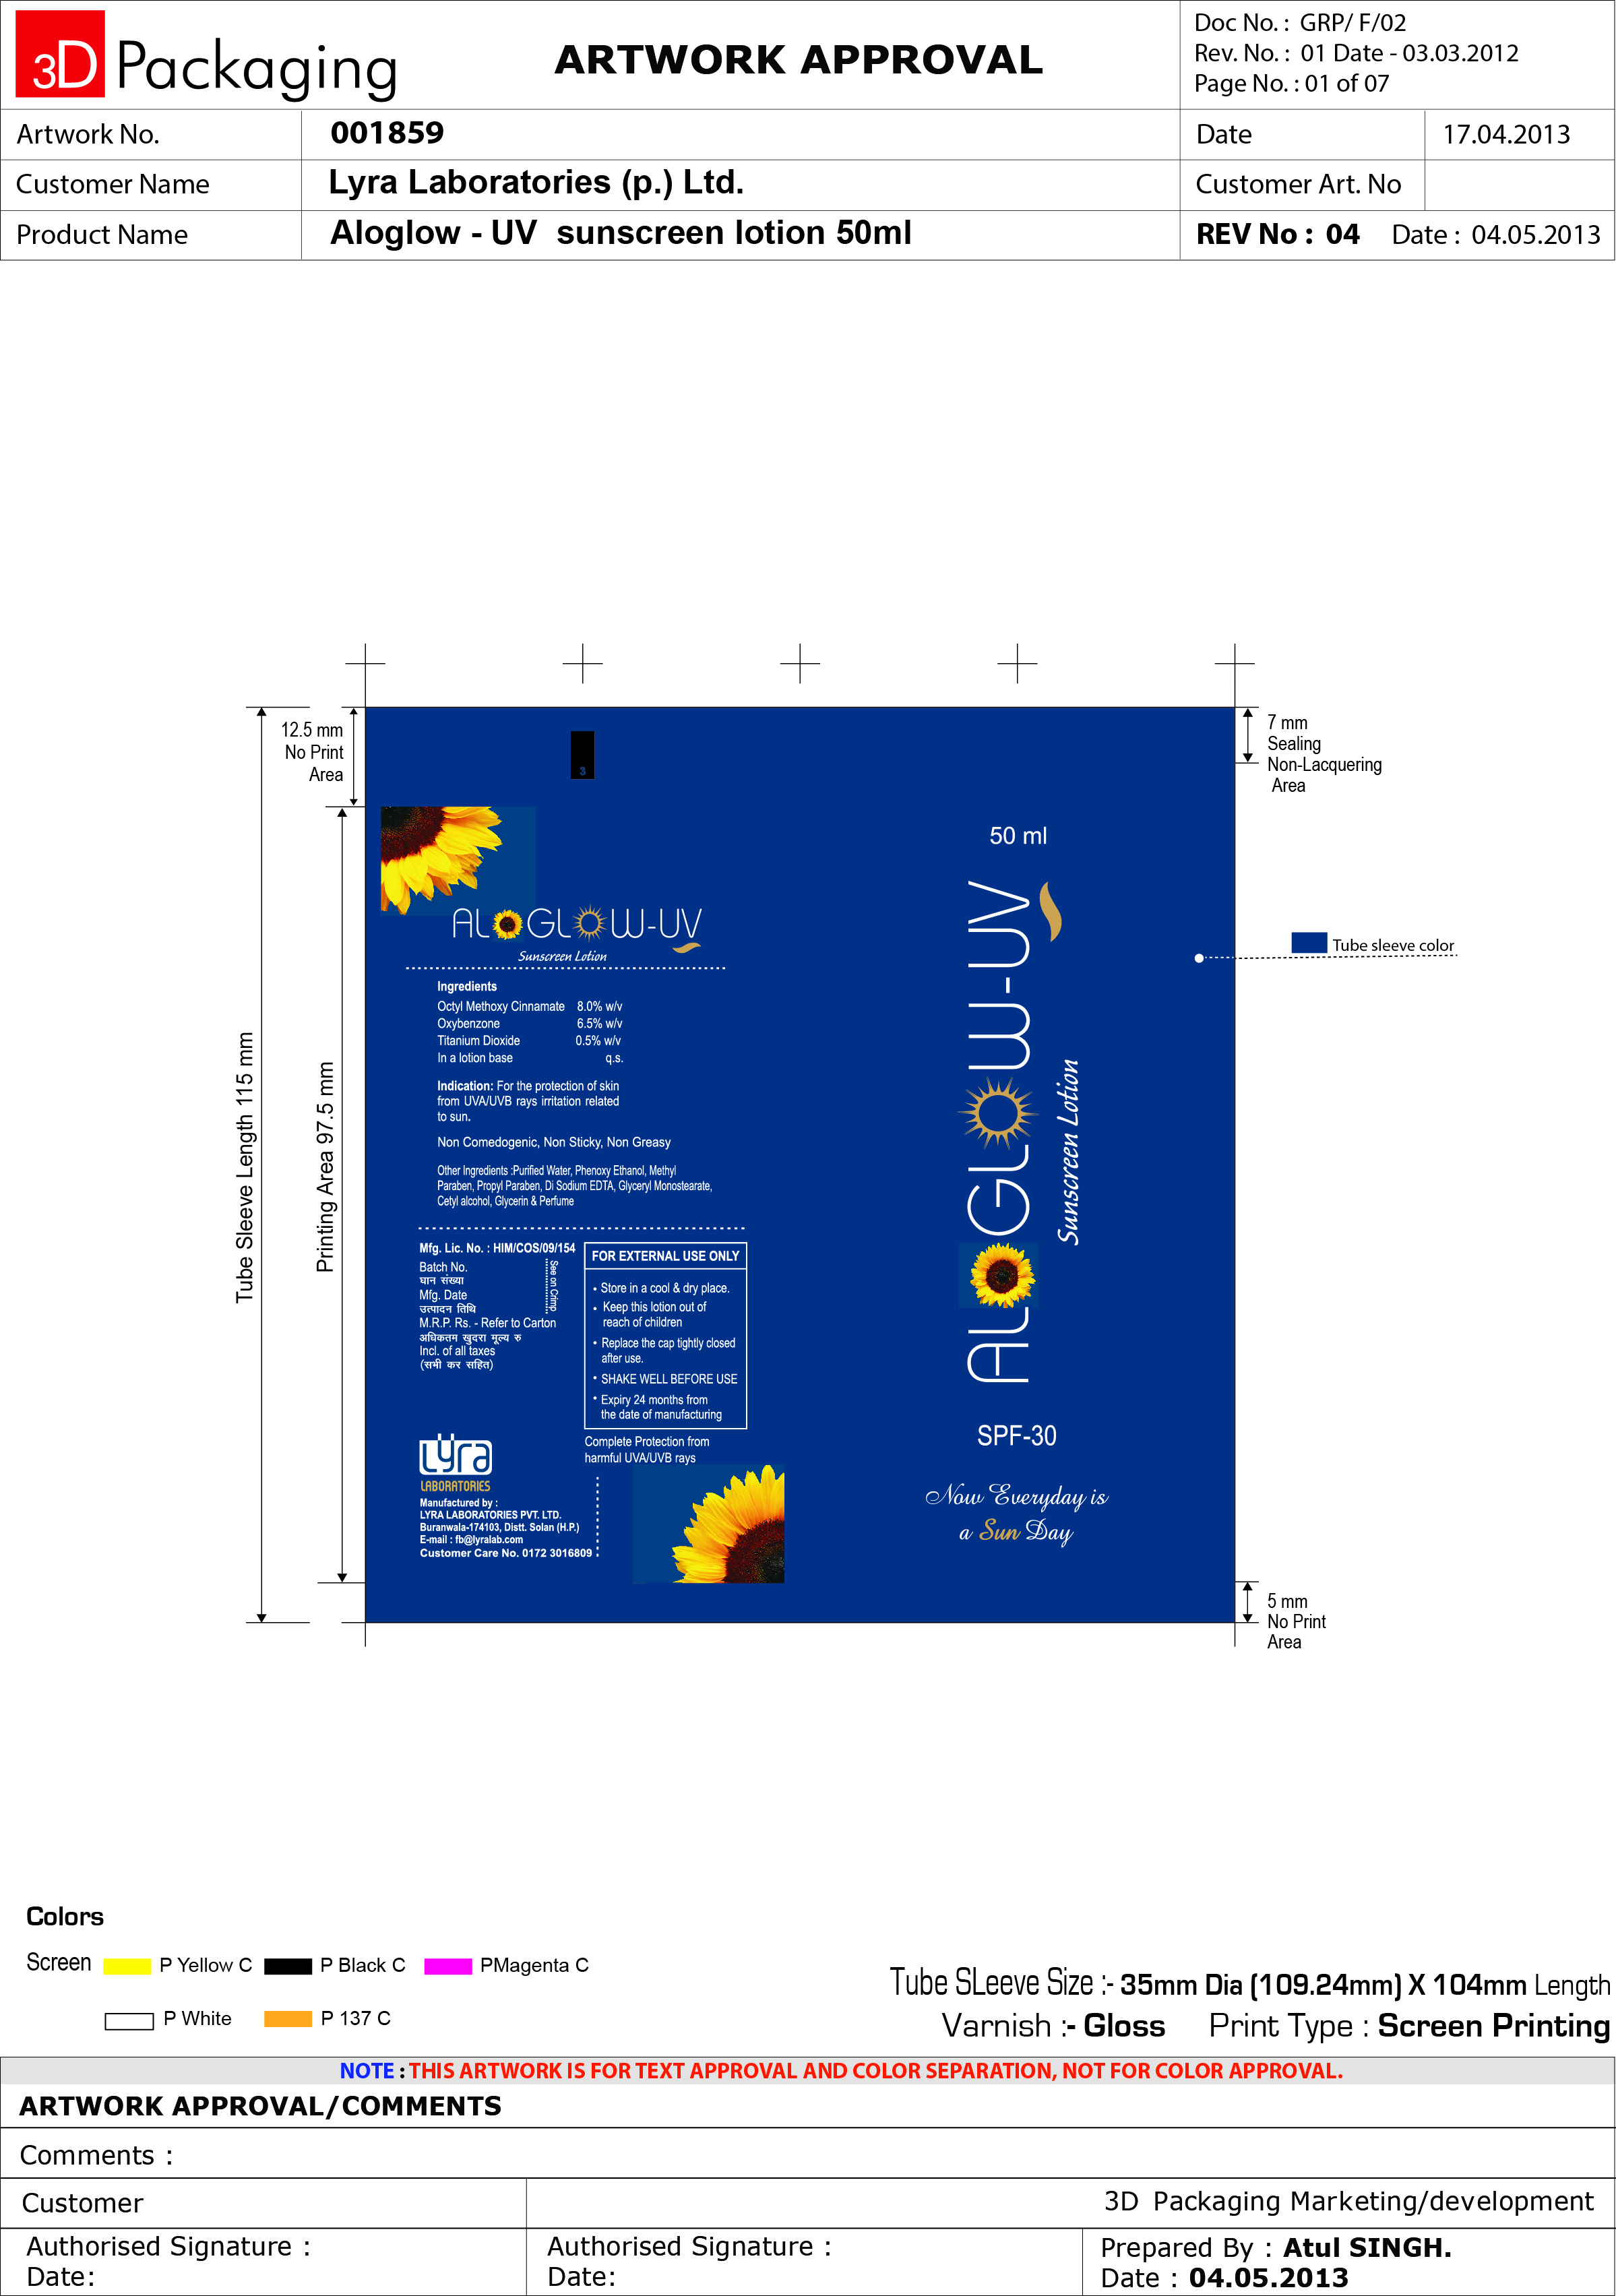 3D Packaging
ARTWORK APPROVAL
Doc No. : GRP/ F/02
Rev. No. : 01 Date - 03.03.2012
Page No. : 01 of 07
Artwork No. 001859 Date 17.04.2013
Customer Name Lyra Laboratories (p.) Ltd. Customer Art. No
Product Name Aloglow - UV sunscreen lotion 50ml REV No : 04 Date : 04.05.2013
12.5 mm
No Print
Area
7 mm
Sealing
Non-Lacquering
Area
Tube Sleeve Length 115 mm
Printing Area 97.5 mm
3
ALOGLOW-UV
Sunscreen Lotion
Ingredients
Octyl Methoxy Cinnamate 8.0% w/v
Oxybenzone 6.5% w/v
Titanium Dioxide 0.5% w/v
In a lotion base q.s.
Indication: For the protection of skin
from UVA/UVB rays irritation related
to sun.
Non Comedogenic, Non Sticky, Non Greasy
Other Ingredients :Purified Water, Phenoxy Ethanol, Methyl
Paraben, Propyl Paraben, Di Sodium EDTA, Glyceryl Monostearate,
Cetyl alcohol, Glycerin & Perfume
Mfg. Lic. No. : HIM/COS/09/154
Batch No.
घान संख्या
Mfg. Date
उत्पादन तिथि
See on Crimp
M.R.P. Rs. - Refer to Carton
अधिकतम खुदरा मूल्य रु
Incl. of all taxes
(सभी कर सहित)
FOR EXTERNAL USE ONLY
• Store in a cool & dry place.
• Keep this lotion out of
reach of children
• Replace the cap tightly closed
after use.
• SHAKE WELL BEFORE USE
• Expiry 24 months from
the date of manufacturing
Complete Protection from
harmful UVA/UVB rays
Lyra
LABORATORIES
Manufactured by :
LYRA LABORATORIES PVT. LTD.
Buranwala-174103, Distt. Solan (H.P.)
E-mail : fb@lyralab.com
Customer Care No. 0172 3016809
50 ml
ALOGLOW-UV
Sunscreen Lotion
SPF-30
Now Everyday is
a Sun Day
Tube sleeve color
5 mm
No Print
Area
Colors
Screen P Yellow C P Black C PMagenta C
P White P 137 C
Tube SLeeve Size :- 35mm Dia (109.24mm) X 104mm Length
Varnish :- Gloss Print Type : Screen Printing
NOTE : THIS ARTWORK IS FOR TEXT APPROVAL AND COLOR SEPARATION, NOT FOR COLOR APPROVAL.
ARTWORK APPROVAL/COMMENTS
Comments :
Customer 3D Packaging Marketing/development
Authorised Signature : Authorised Signature : Prepared By : Atul SINGH.
Date: Date: Date : 04.05.2013